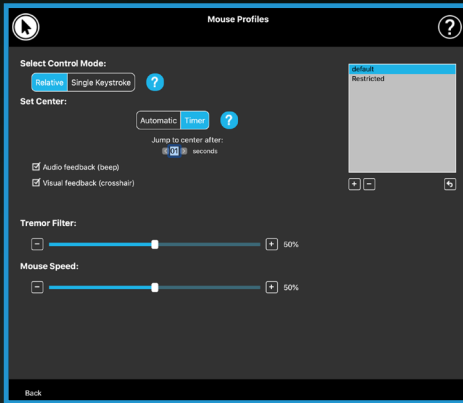 Mouse Profiles
?
Select Control Mode:
Relative Single Keystroke ?
Set Center:
Automatic Timer ?
Jump to center after:
01 seconds
Audio feedback (beep)
Visual feedback (crosshair)
default
Restricted
+ −
Tremor Filter:
− + 50%
Mouse Speed:
− + 50%
Back